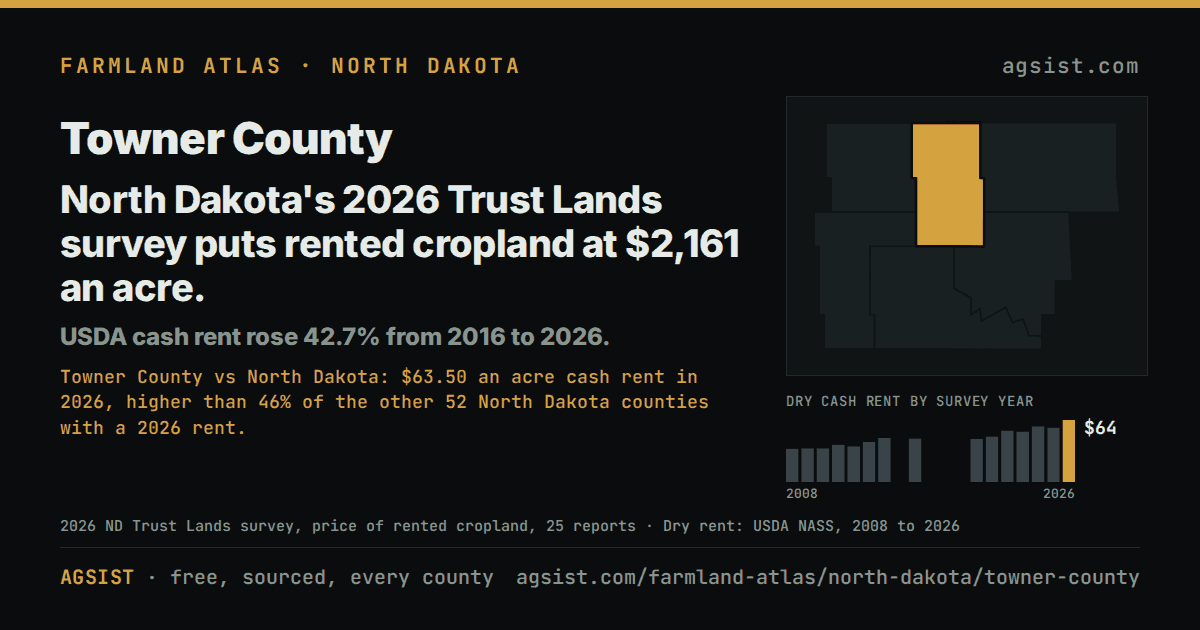 FARMLAND ATLAS · NORTH DAKOTA
agsist.com
Towner County
North Dakota's 2026 Trust Lands
survey puts rented cropland at $2,161
an acre.
USDA cash rent rose 42.7% from 2016 to 2026.
Towner County vs North Dakota: $63.50 an acre cash rent in
2026, higher than 46% of the other 52 North Dakota counties
with a 2026 rent.
DRY CASH RENT BY SURVEY YEAR
$64
2008
2026
2026 ND Trust Lands survey, price of rented cropland, 25 reports · Dry rent: USDA NASS, 2008 to 2026
AGSIST · free, sourced, every county
agsist.com/farmland-atlas/north-dakota/towner-county